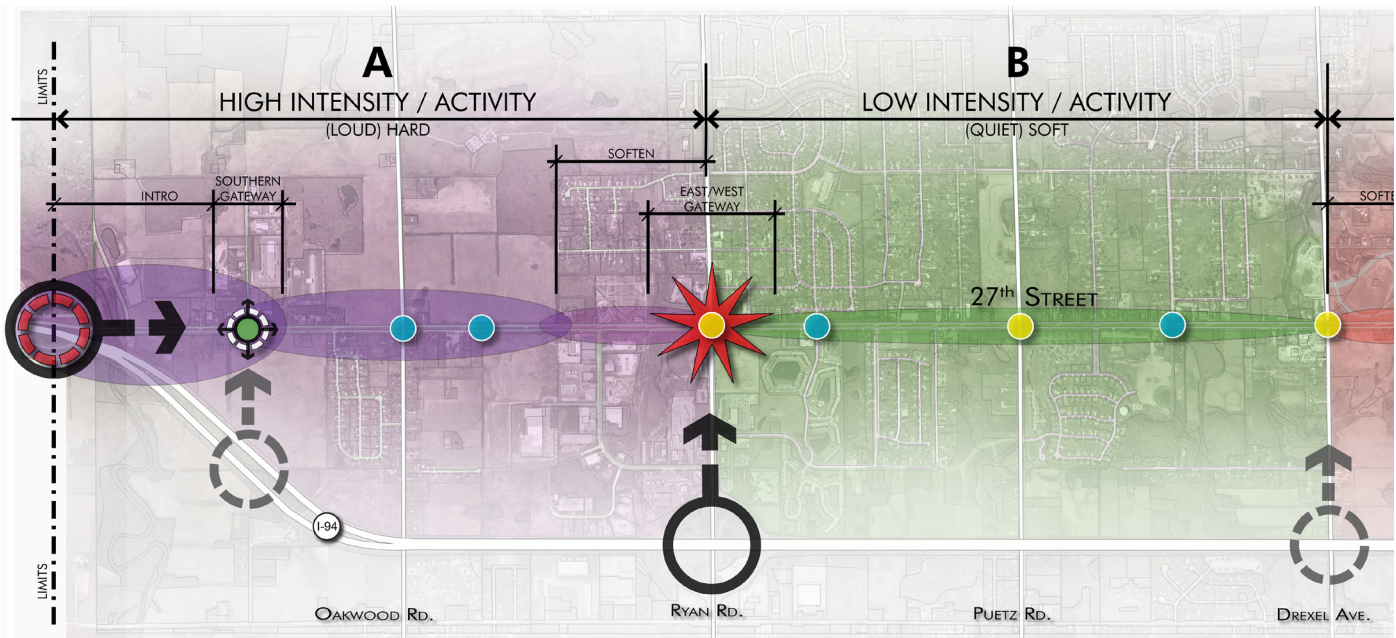 A
B
LIMITS
HIGH INTENSITY / ACTIVITY
LOW INTENSITY / ACTIVITY
(LOUD) HARD
(QUIET) SOFT
SOFTEN
INTRO
SOUTHERN
GATEWAY
EAST/WEST
GATEWAY
SOFTE
27th STREET
I-94
LIMITS
OAKWOOD RD.
RYAN RD.
PUETZ RD.
DREXEL AVE.